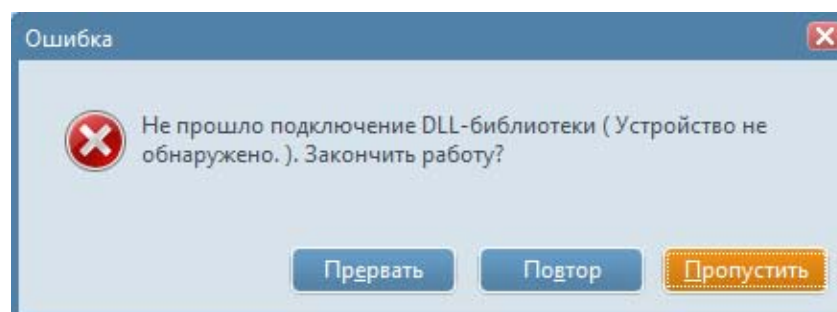 Ошибка
Не прошло подключение DLL-библиотеки ( Устройство не
обнаружено. ). Закончить работу?
Прервать
Повтор
Пропустить